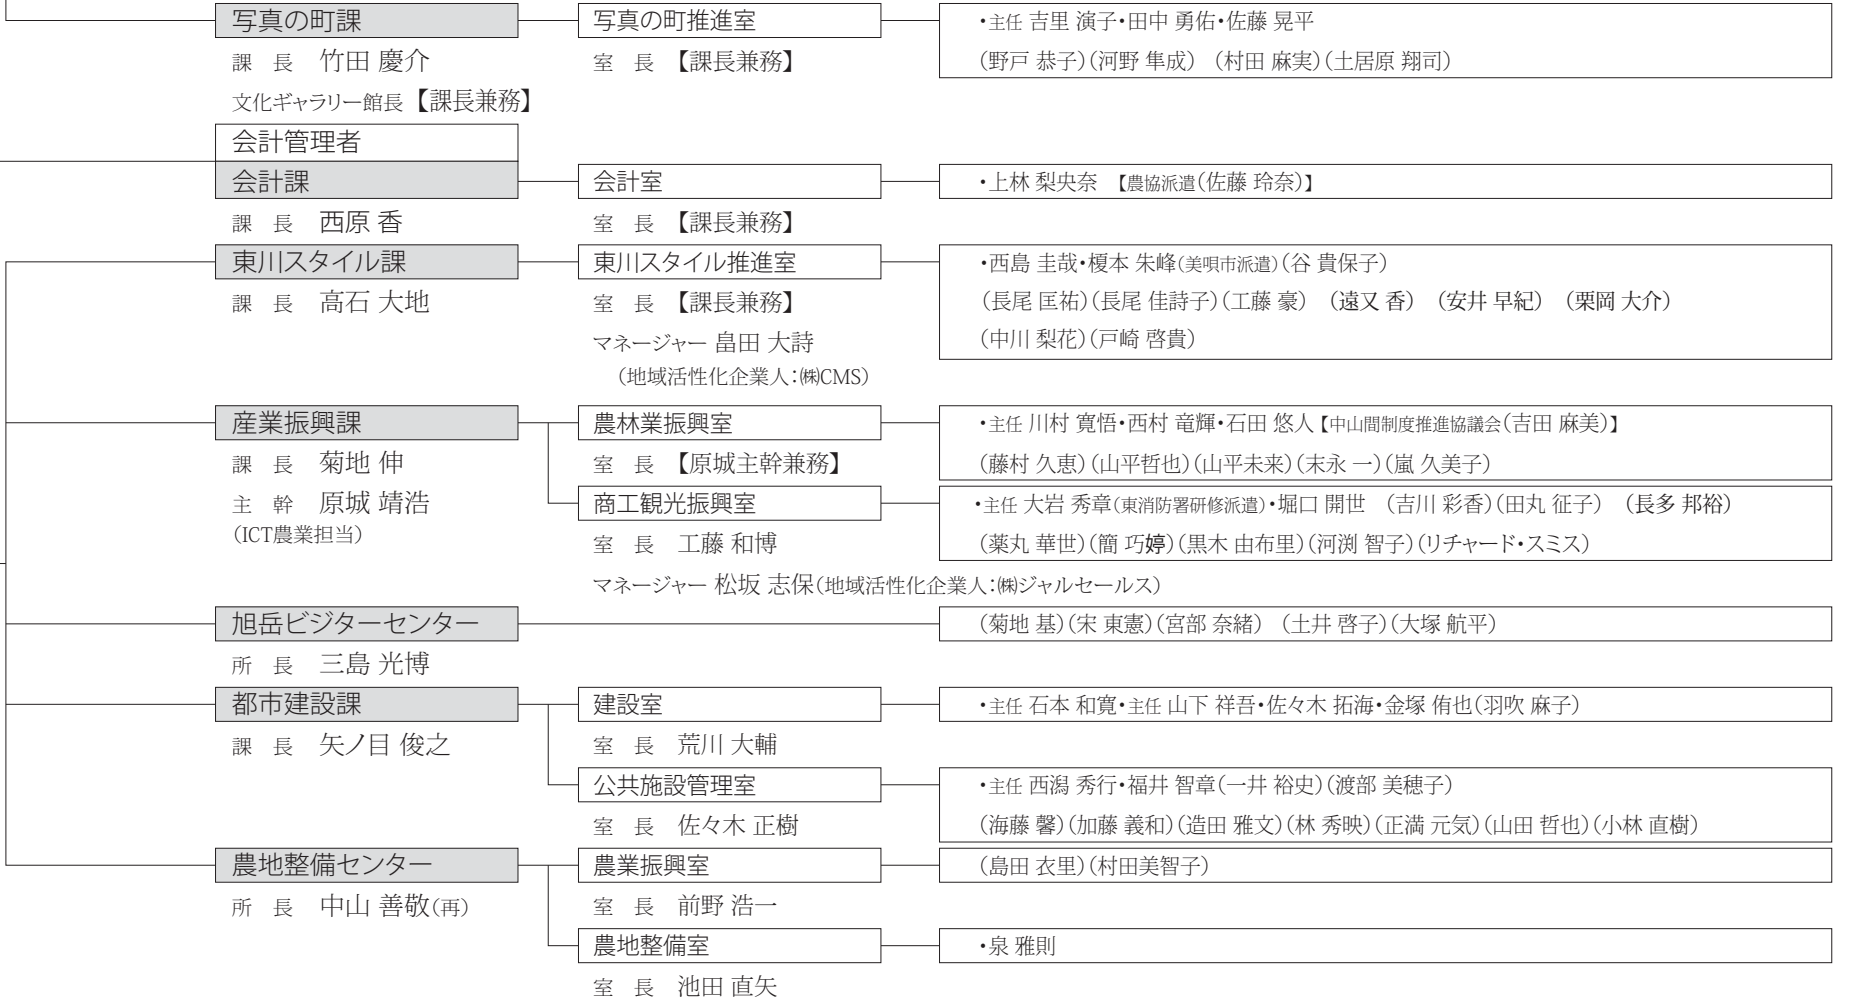 写真の町課
写真の町推進室
・主任 吉里 演子・田中 勇佑・佐藤 晃平
課 長 竹田 慶介
室 長 【課長兼務】
（野戸 恭子）（河野 隼成） （村田 麻実）（土居原 翔司）
文化ギャラリー館長【課長兼務】
会計管理者
会計課
会計室
・上林 梨央奈 【農協派遣（佐藤 玲奈）】
課 長 西原 香
室 長 【課長兼務】
東川スタイル課
東川スタイル推進室
・西島 圭哉・榎本 朱峰（美唄市派遣）（谷 貴保子）
課 長 高石 大地
室 長 【課長兼務】
（長尾 匡祐）（長尾 佳詩子）（工藤 豪） （遠又 香） （安井 早紀） （栗岡 大介）
マネージャー 畠田 大詩
（中川 梨花）（戸崎 啓貴）
（地域活性化企業人：㈱CMS）
産業振興課
農林業振興室
・主任 川村 寛悟・西村 竜輝・石田 悠人【中山間制度推進協議会（吉田 麻美）】
課 長 菊地 伸
室 長 【原城主幹兼務】
（藤村 久恵）（山平哲也）（山平未来）（末永 一）（嵐 久美子）
主 幹 原城 靖浩
商工観光振興室
・主任 大岩 秀章（東消防署研修派遣）・堀口 開世 （吉川 彩香）（田丸 征子） （長多 邦裕）
（ICT農業担当）
室 長 工藤 和博
（薬丸 華世）（簡 巧婷）（黒木 由布里）（河渕 智子）（リチャード・スミス）
マネージャー 松坂 志保（地域活性化企業人：㈱ジャルセールス）
旭岳ビジターセンター
（菊地 基）（宋 東憲）（宮部 奈緒） （土井 啓子）（大塚 航平）
所 長 三島 光博
都市建設課
建設室
・主任 石本 和寛・主任 山下 祥吾・佐々木 拓海・金塚 侑也（羽吹 麻子）
課 長 矢ノ目 俊之
室 長 荒川 大輔
公共施設管理室
・主任 西潟 秀行・福井 智章（一井 裕史）（渡部 美穂子）
室 長 佐々木 正樹
（海藤 馨）（加藤 義和）（造田 雅文）（林 秀映）（正満 元気）（山田 哲也）（小林 直樹）
農地整備センター
農業振興室
（島田 衣里）（村田美智子）
所 長 中山 善敬（再）
室 長 前野 浩一
農地整備室
・泉 雅則
室 長 池田 直矢